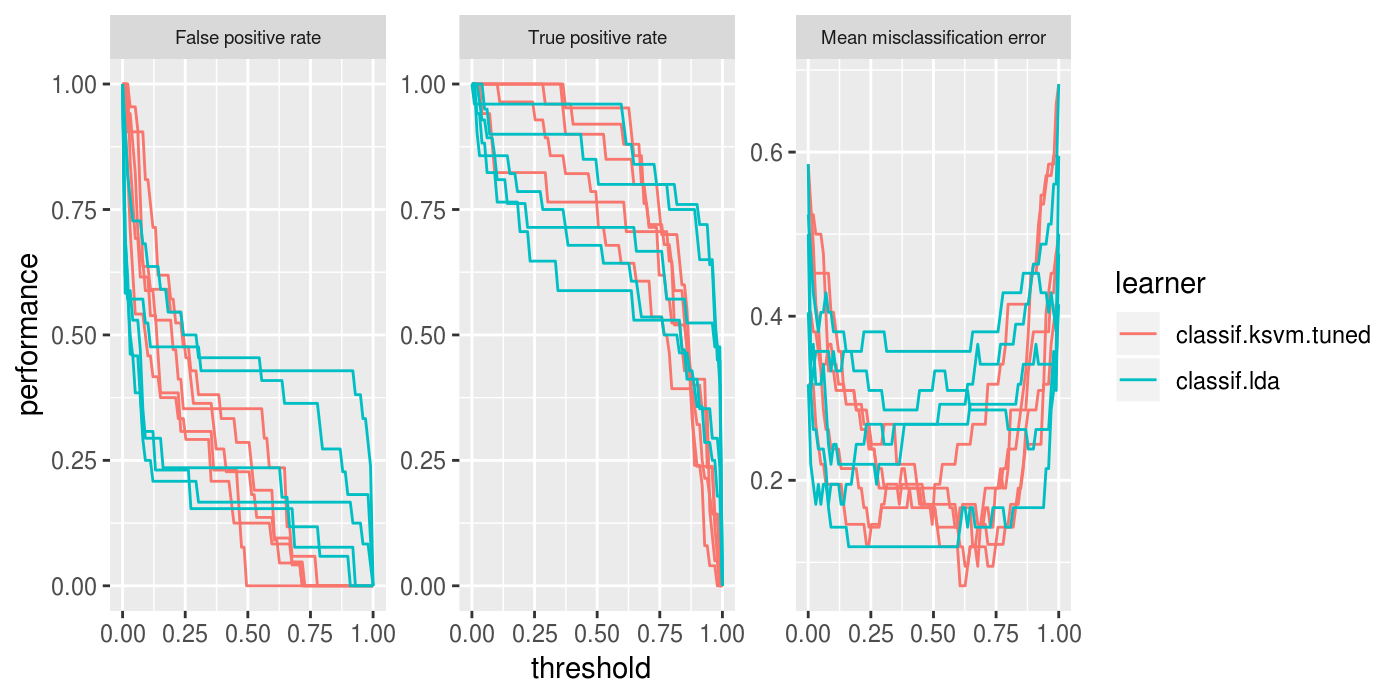 False positive rate
True positive rate
Mean misclassification error
performance
1.00
0.75
0.50
0.25
0.00
1.00
0.75
0.50
0.25
0.00
0.6
0.4
0.2
0.00 0.25 0.50 0.75 1.00
0.00 0.25 0.50 0.75 1.00
0.00 0.25 0.50 0.75 1.00
threshold
learner
classif.ksvm.tuned
classif.lda